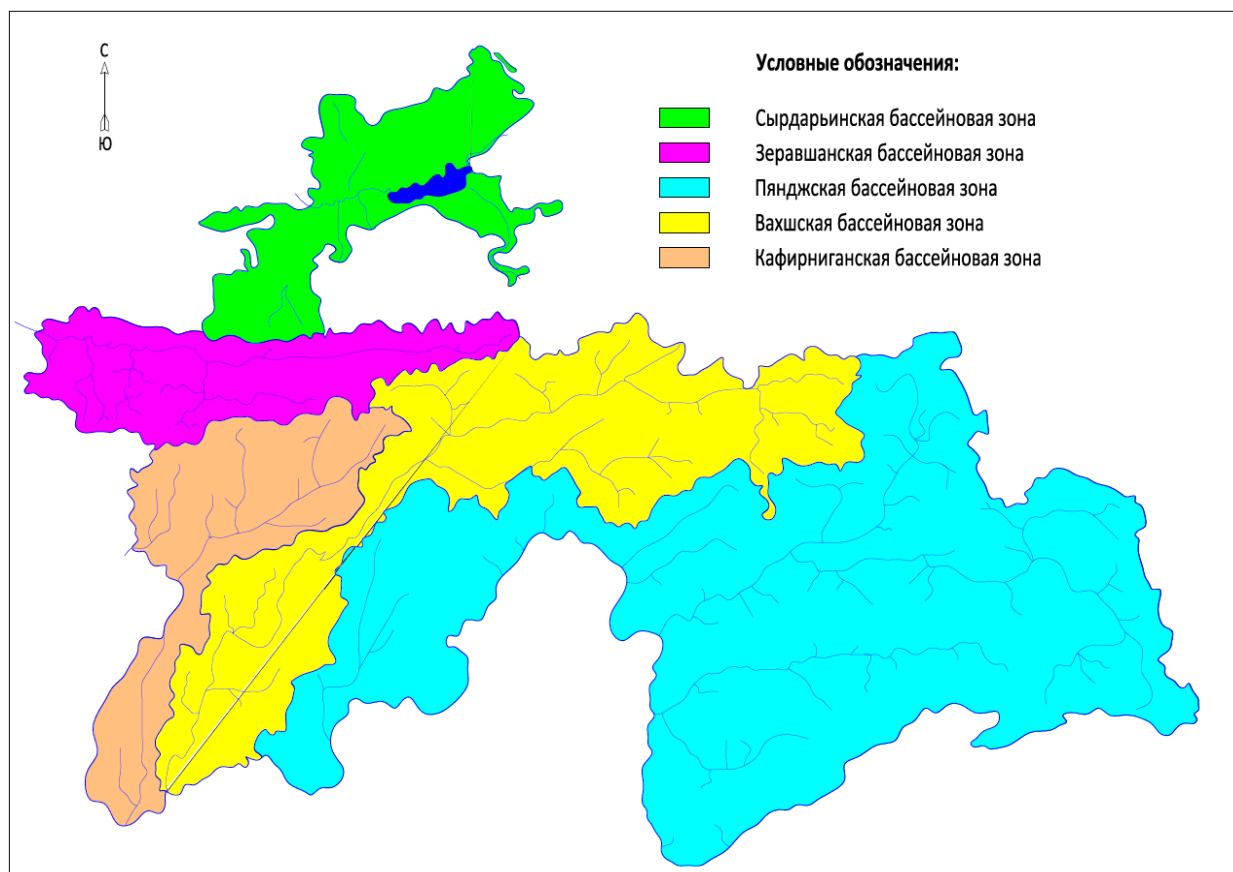 С
Ю
Условные обозначения:
Сырдарьинская бассейновая зона
Зеравшанская бассейновая зона
Пянджская бассейновая зона
Вахшская бассейновая зона
Кафирниганская бассейновая зона